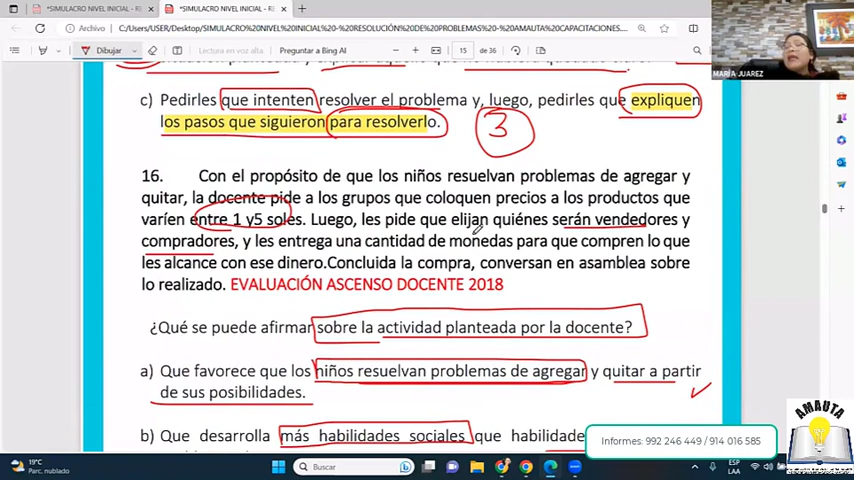 *SIMULACRO NIVEL INICIAL - RE
*SIMULACRO NIVEL INICIAL - RE
Archivo
C:/Users/USER/Desktop/SIMULACRO%20NIVEL%20INICIAL%20-%20RESOLUCIÓN%20DE%20PROBLEMAS%20-%20AMAUTA%20CAPACITACIONES....
Dibujar
Lectura en voz alta
Preguntar a Bing AI
15
de 36
MARÍA JUAREZ
c) Pedirles que intenten resolver el problema y, luego, pedirles que expliquen
los pasos que siguieron para resolverlo.
3
16. Con el propósito de que los niños resuelvan problemas de agregar y
quitar, la docente pide a los grupos que coloquen precios a los productos que
varíen entre 1 y5 soles. Luego, les pide que elijan quiénes serán vendedores y
compradores, y les entrega una cantidad de monedas para que compren lo que
les alcance con ese dinero.Concluida la compra, conversan en asamblea sobre
lo realizado. EVALUACIÓN ASCENSO DOCENTE 2018
¿Qué se puede afirmar sobre la actividad planteada por la docente?
a) Que favorece que los niños resuelvan problemas de agregar y quitar a partir
de sus posibilidades.
b) Que desarrolla más habilidades sociales que habilidade
Informes: 992 246 449 / 914 016 585
AMAUTA
19°C
Parc. nublado
Buscar
ESP
LAA